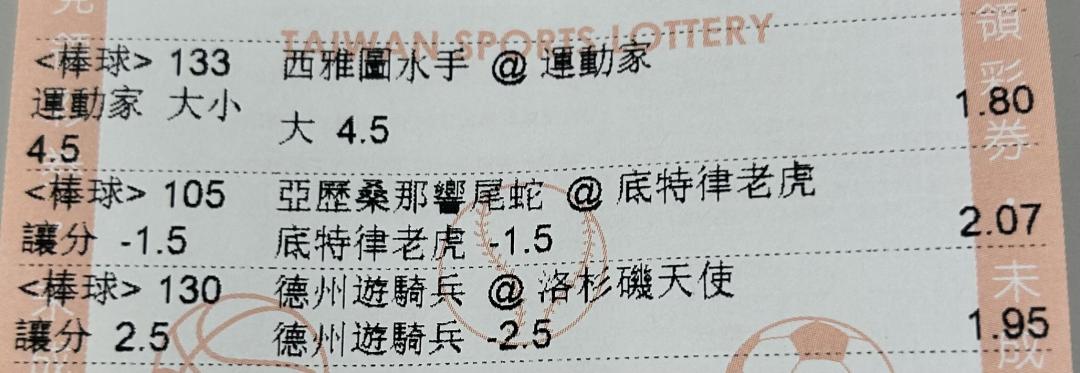 TAIWAN SPORTS LOTTERY
<棒球> 133 西雅圖水手 @ 運動家
運動家 大小 4.5 大 4.5 1.80
<棒球> 105 亞歷桑那響尾蛇 @ 底特律老虎
讓分 -1.5 底特律老虎 -1.5 2.07
<棒球> 130 德州遊騎兵 @ 洛杉磯天使
讓分 2.5 德州遊騎兵 -2.5 1.95
領彩券
未